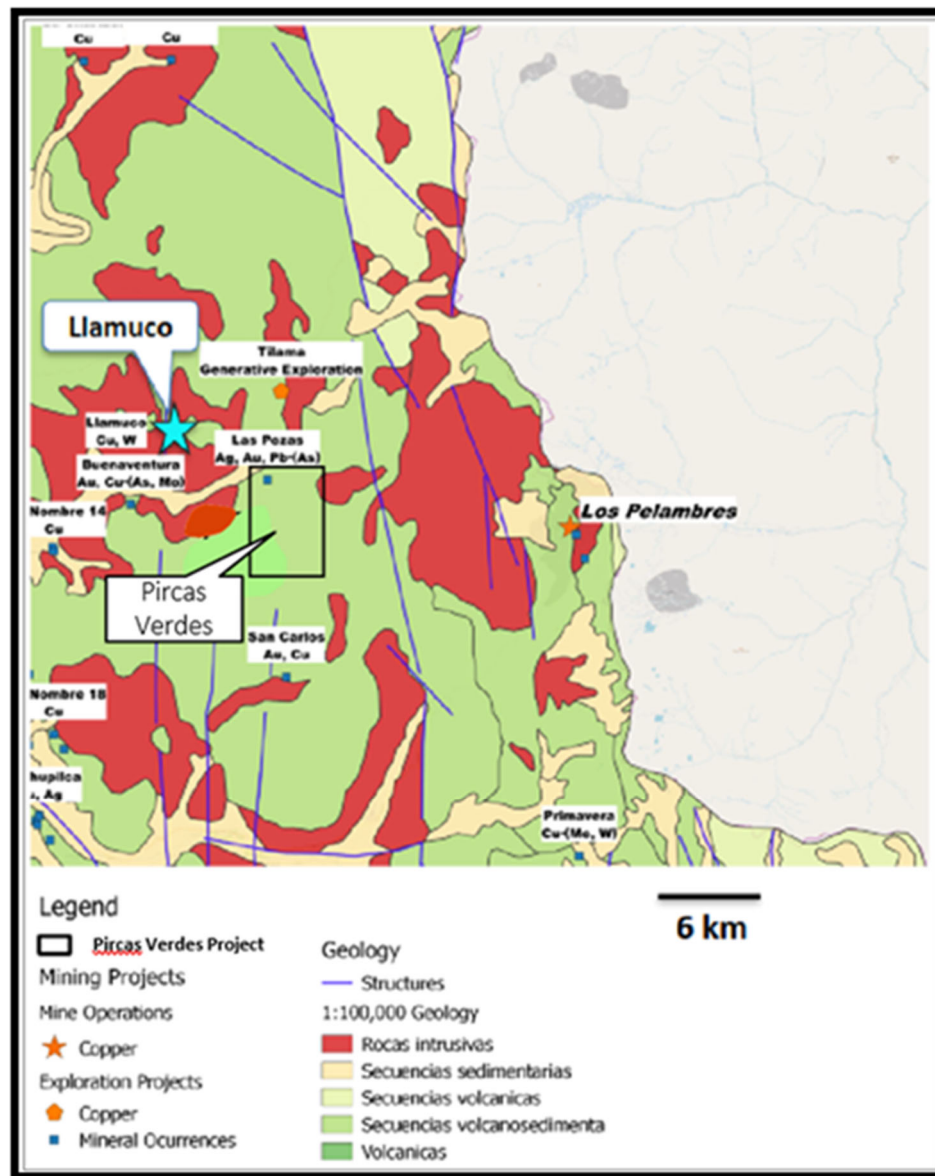 Cu
Cu
Llamuco
Tilama
Generative Exploration
Llamuco
Cu, W
Las Pozas
Ag, Au, Pb-(As)
Buenaventura
Au, Cu-(As, Mo)
Nombre 14
Cu
Los Pelambres
Pircas
Verdes
San Carlos
Au, Cu
Nombre 18
Cu
hupilca
, Ag
Primavera
Cu-(Mo, W)
6 km
Legend
Pircas Verdes Project
Mining Projects
Mine Operations
Copper
Exploration Projects
Copper
Mineral Ocurrences
Geology
Structures
1:100,000 Geology
Rocas intrusivas
Secuencias sedimentarias
Secuencias volcanicas
Secuencias volcanosedimenta
Volcanicas